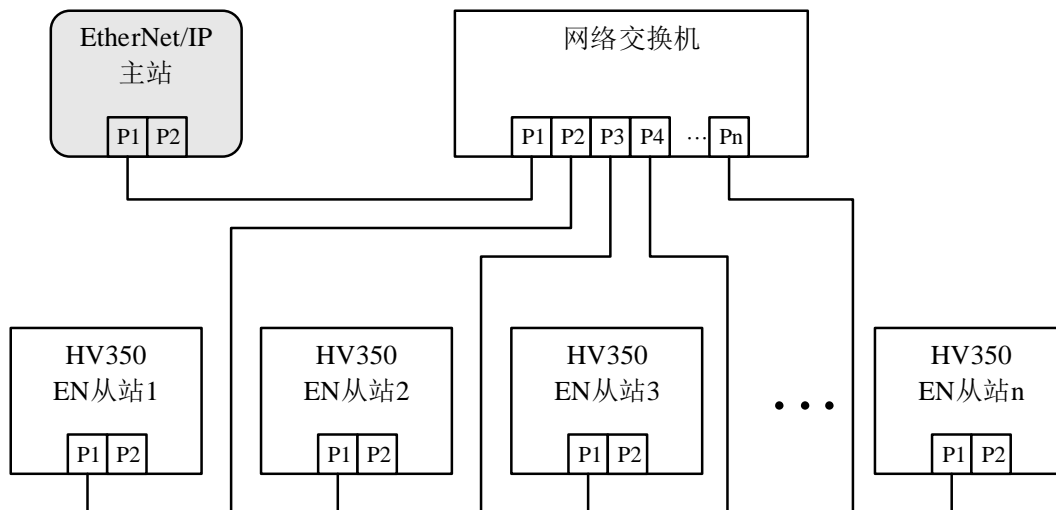 EtherNet/IP
主站
P1 P2
网络交换机
P1 P2 P3 P4 … Pn
HV350
EN从站1
P1 P2
HV350
EN从站2
P1 P2
HV350
EN从站3
P1 P2
HV350
EN从站n
P1 P2